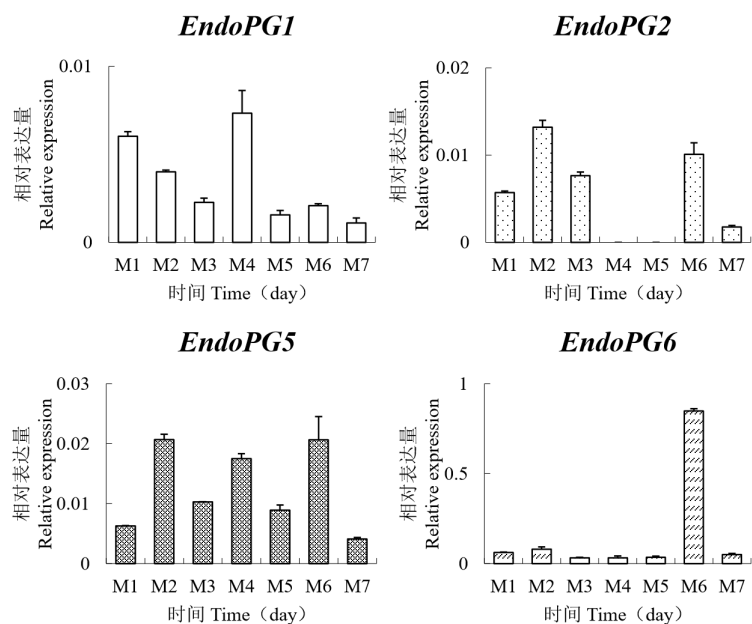 EndoPG1
相对表达量
Relative expression
0.01
0
M1 M2 M3 M4 M5 M6 M7
时间 Time（day）
EndoPG2
相对表达量
Relative expression
0.02
0.01
0
M1 M2 M3 M4 M5 M6 M7
时间 Time（day）
EndoPG5
相对表达量
Relative expression
0.03
0.02
0.01
0
M1 M2 M3 M4 M5 M6 M7
时间 Time（day）
EndoPG6
相对表达量
Relative expression
1
0.5
0
M1 M2 M3 M4 M5 M6 M7
时间 Time（day）